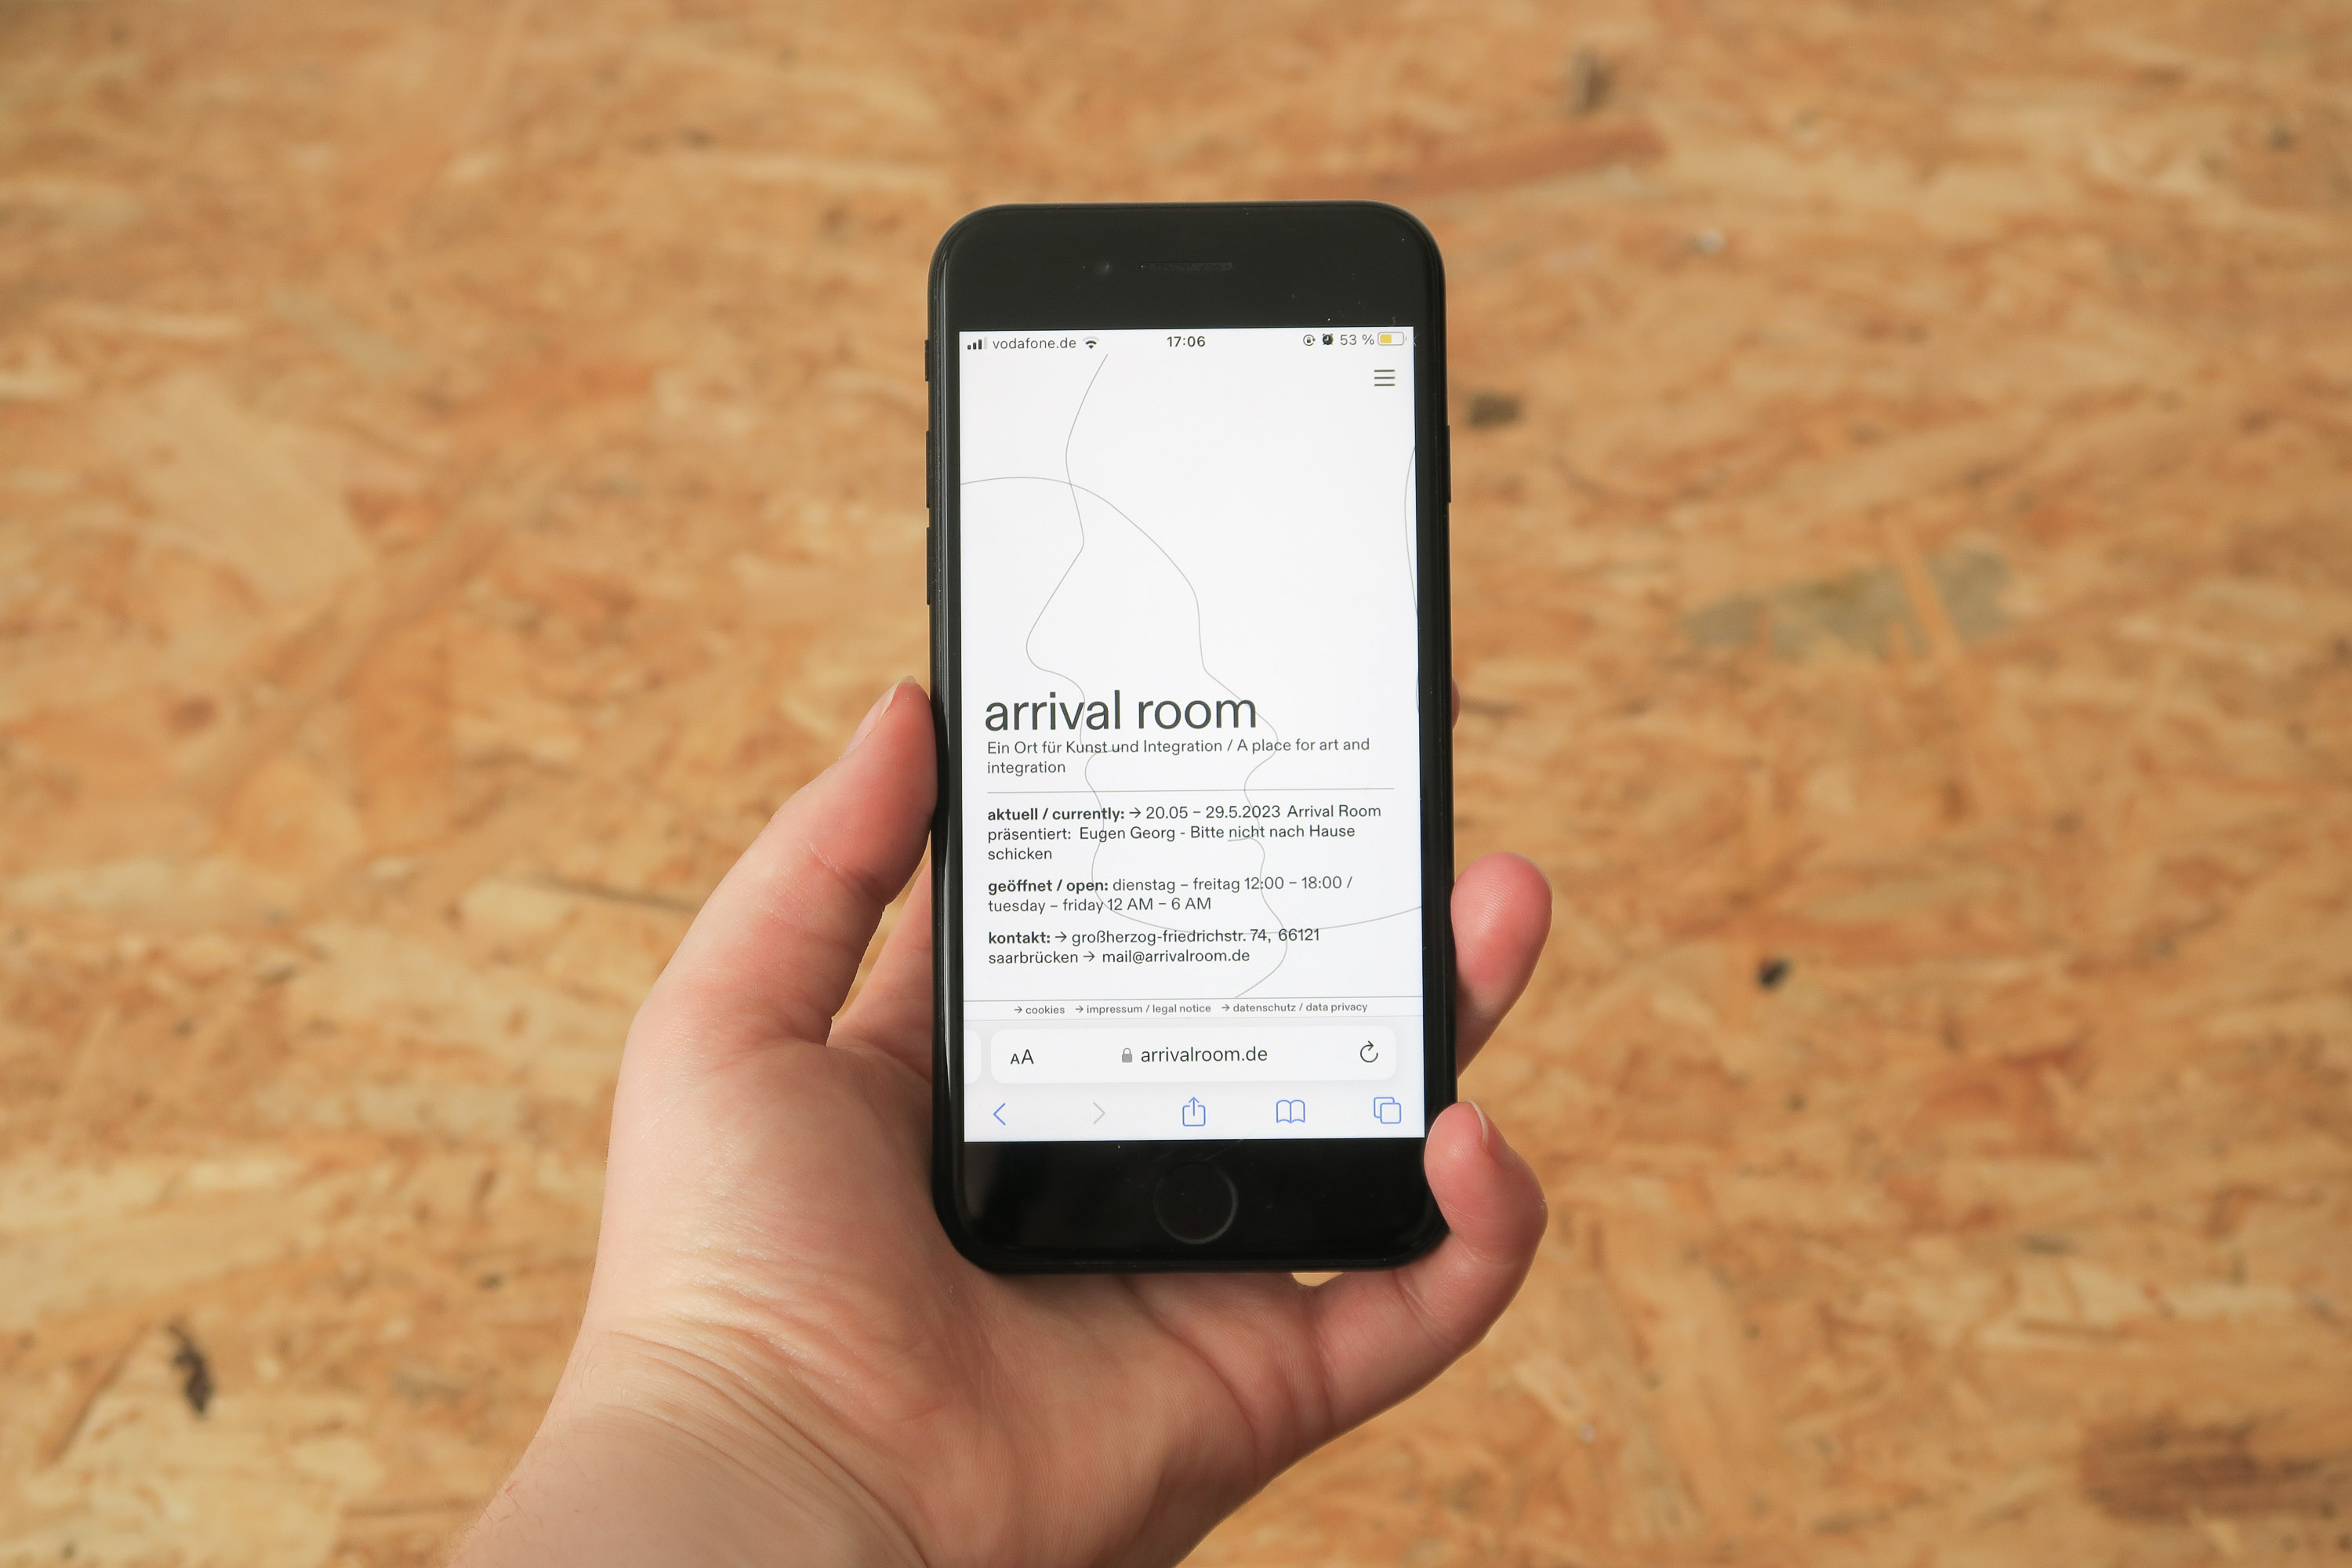 vodafone.de 17:06 53 %
arrival room
Ein Ort für Kunst und Integration / A place for art and
integration
aktuell / currently: → 20.05 – 29.5.2023 Arrival Room
präsentiert: Eugen Georg - Bitte nicht nach Hause
schicken
geöffnet / open: dienstag – freitag 12:00 – 18:00 /
tuesday – friday 12 AM – 6 AM
kontakt: → großherzog-friedrichstr. 74, 66121
saarbrücken → mail@arrivalroom.de
→ cookies → impressum / legal notice → datenschutz / data privacy
AA arrivalroom.de